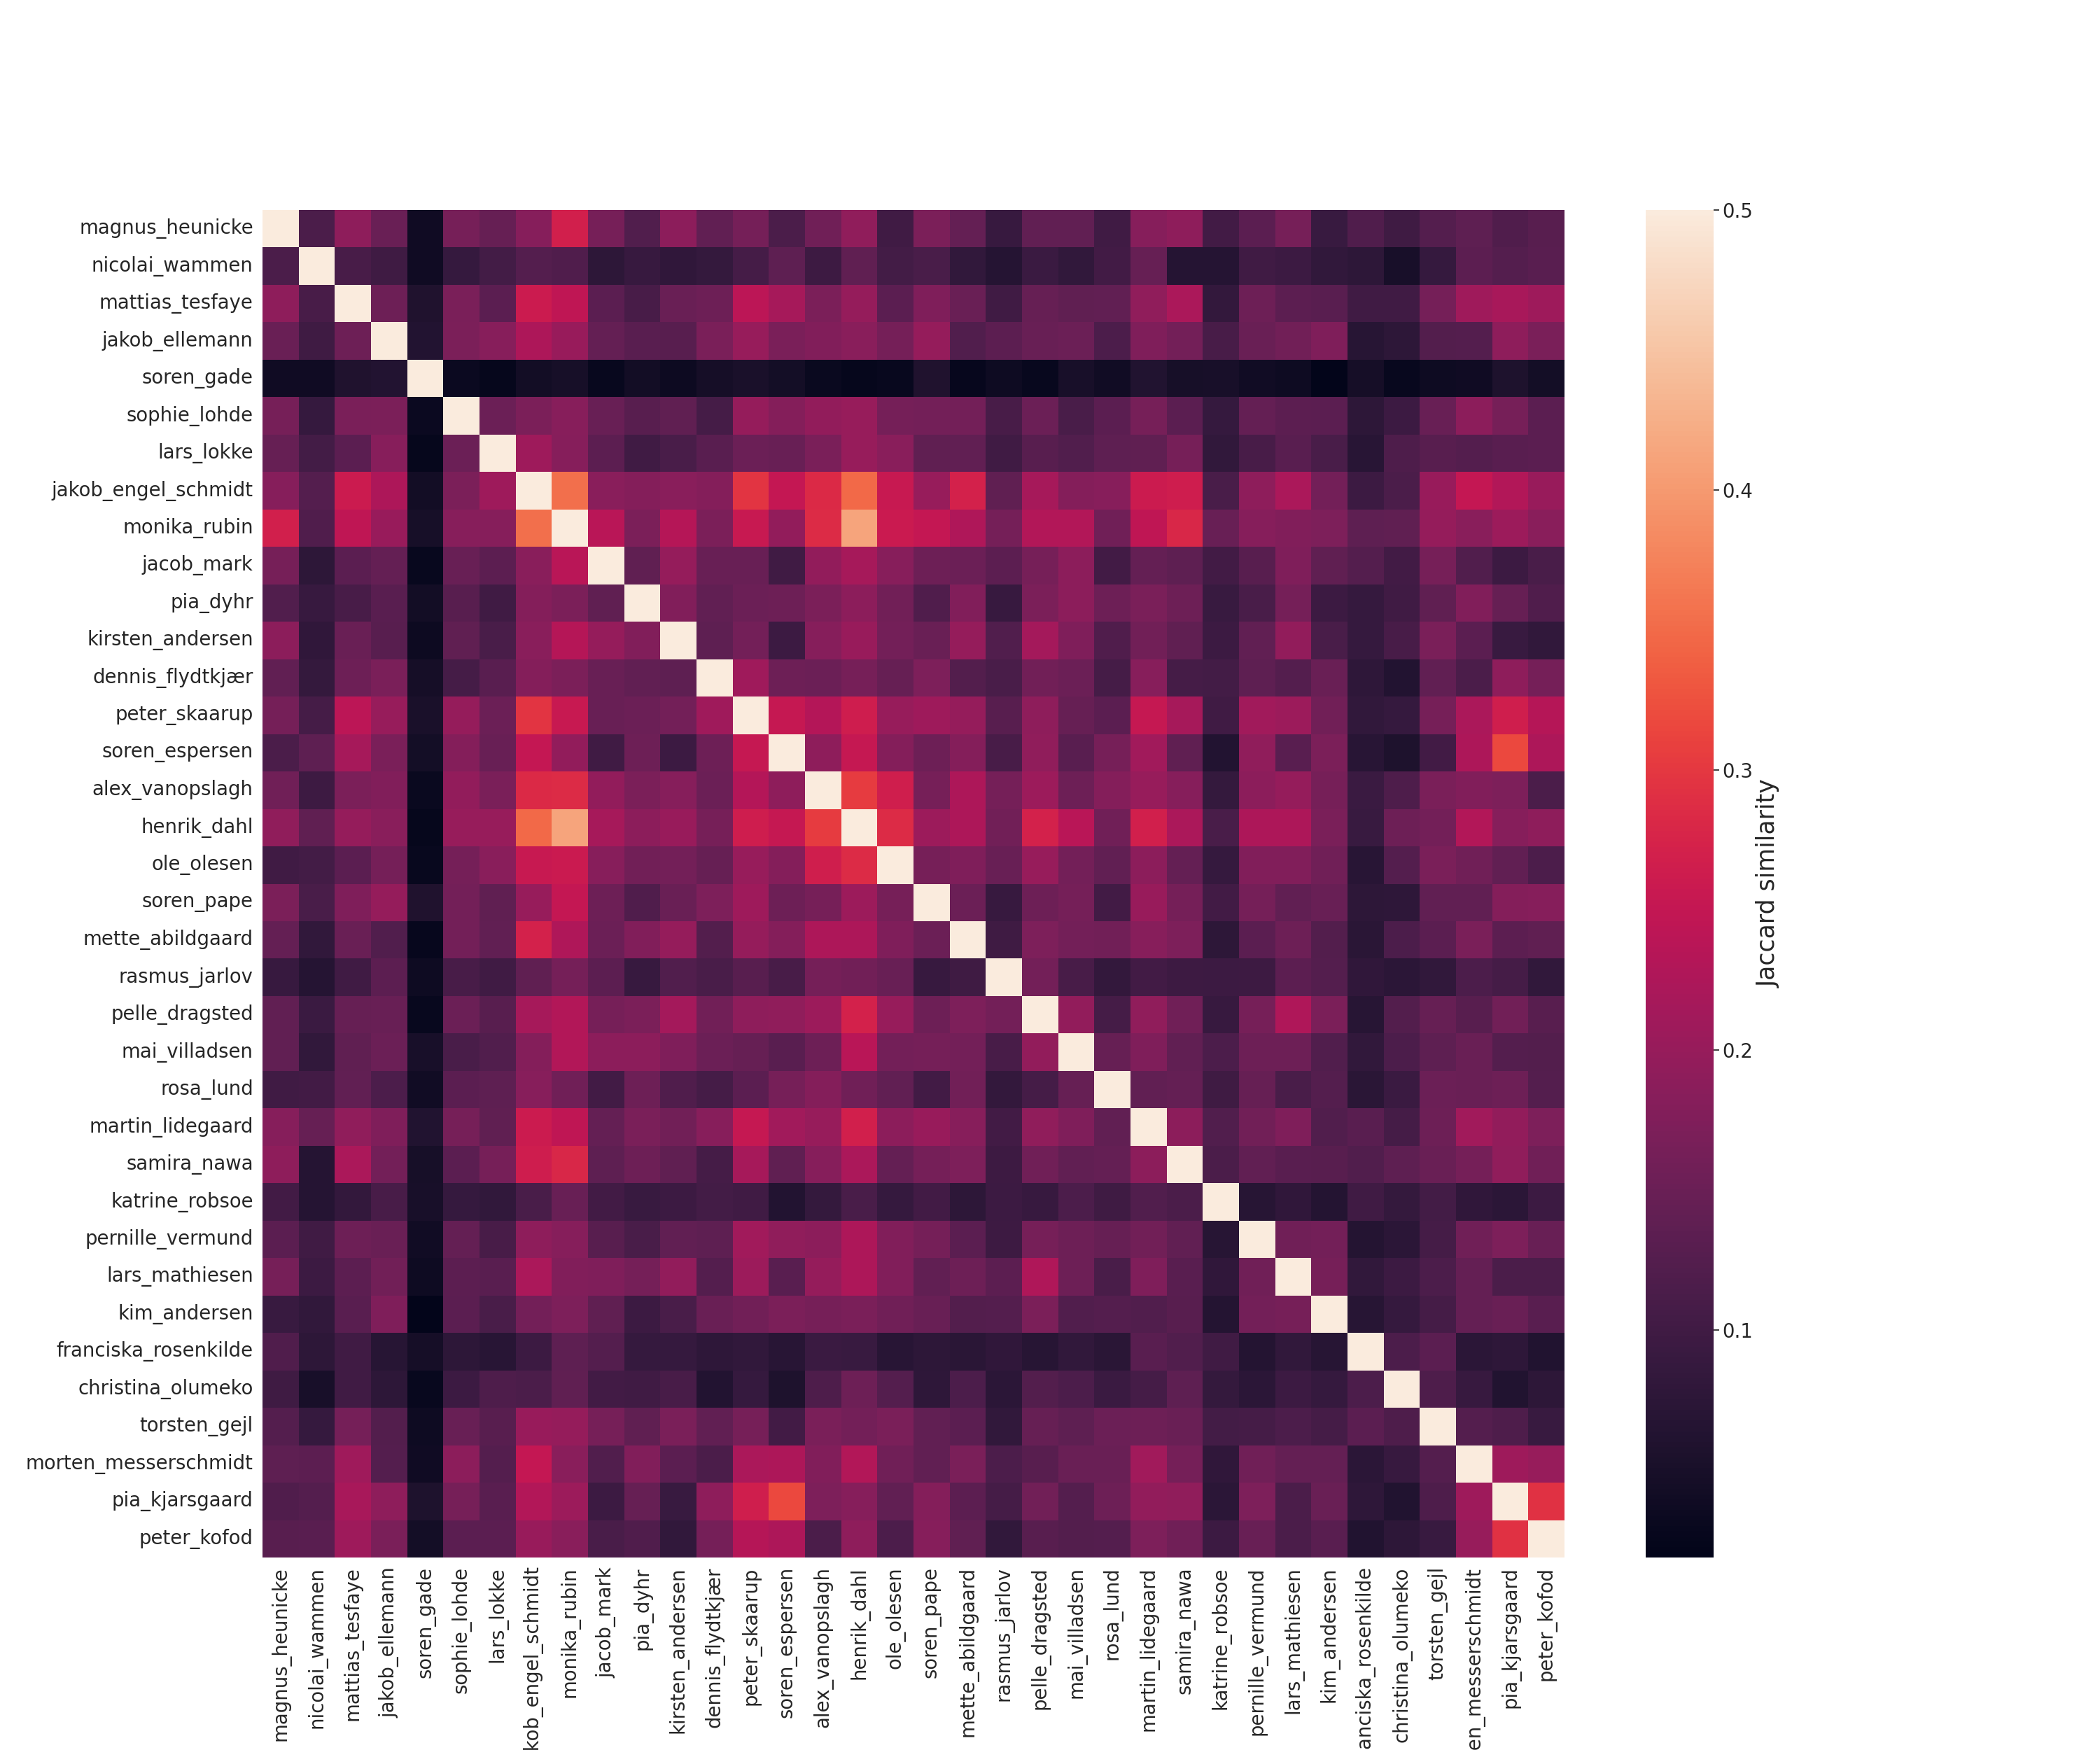 magnus_heunicke
nicolai_wammen
mattias_tesfaye
jakob_ellemann
soren_gade
sophie_lohde
lars_lokke
jakob_engel_schmidt
monika_rubin
jacob_mark
pia_dyhr
kirsten_andersen
dennis_flydtkjær
peter_skaarup
soren_espersen
alex_vanopslagh
henrik_dahl
ole_olesen
soren_pape
mette_abildgaard
rasmus_jarlov
pelle_dragsted
mai_villadsen
rosa_lund
martin_lidegaard
samira_nawa
katrine_robsoe
pernille_vermund
lars_mathiesen
kim_andersen
franciska_rosenkilde
christina_olumeko
torsten_gejl
morten_messerschmidt
pia_kjarsgaard
peter_kofod
magnus_heunicke
nicolai_wammen
mattias_tesfaye
jakob_ellemann
soren_gade
sophie_lohde
lars_lokke
kob_engel_schmidt
monika_rubin
jacob_mark
pia_dyhr
kirsten_andersen
dennis_flydtkjær
peter_skaarup
soren_espersen
alex_vanopslagh
henrik_dahl
ole_olesen
soren_pape
mette_abildgaard
rasmus_jarlov
pelle_dragsted
mai_villadsen
rosa_lund
martin_lidegaard
samira_nawa
katrine_robsoe
pernille_vermund
lars_mathiesen
kim_andersen
anciska_rosenkilde
christina_olumeko
torsten_gejl
en_messerschmidt
pia_kjarsgaard
peter_kofod
0.5
0.4
0.3
0.2
0.1
Jaccard similarity